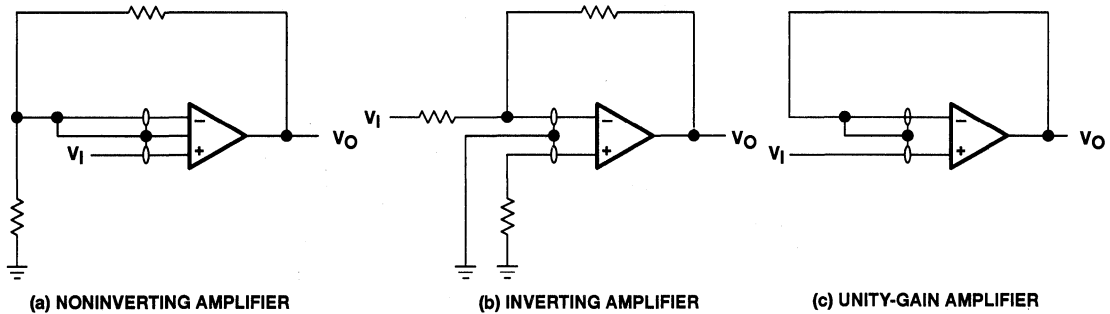 VI
−
+
VO
(a) NONINVERTING AMPLIFIER
VI
−
+
VO
(b) INVERTING AMPLIFIER
VI
−
+
VO
(c) UNITY-GAIN AMPLIFIER